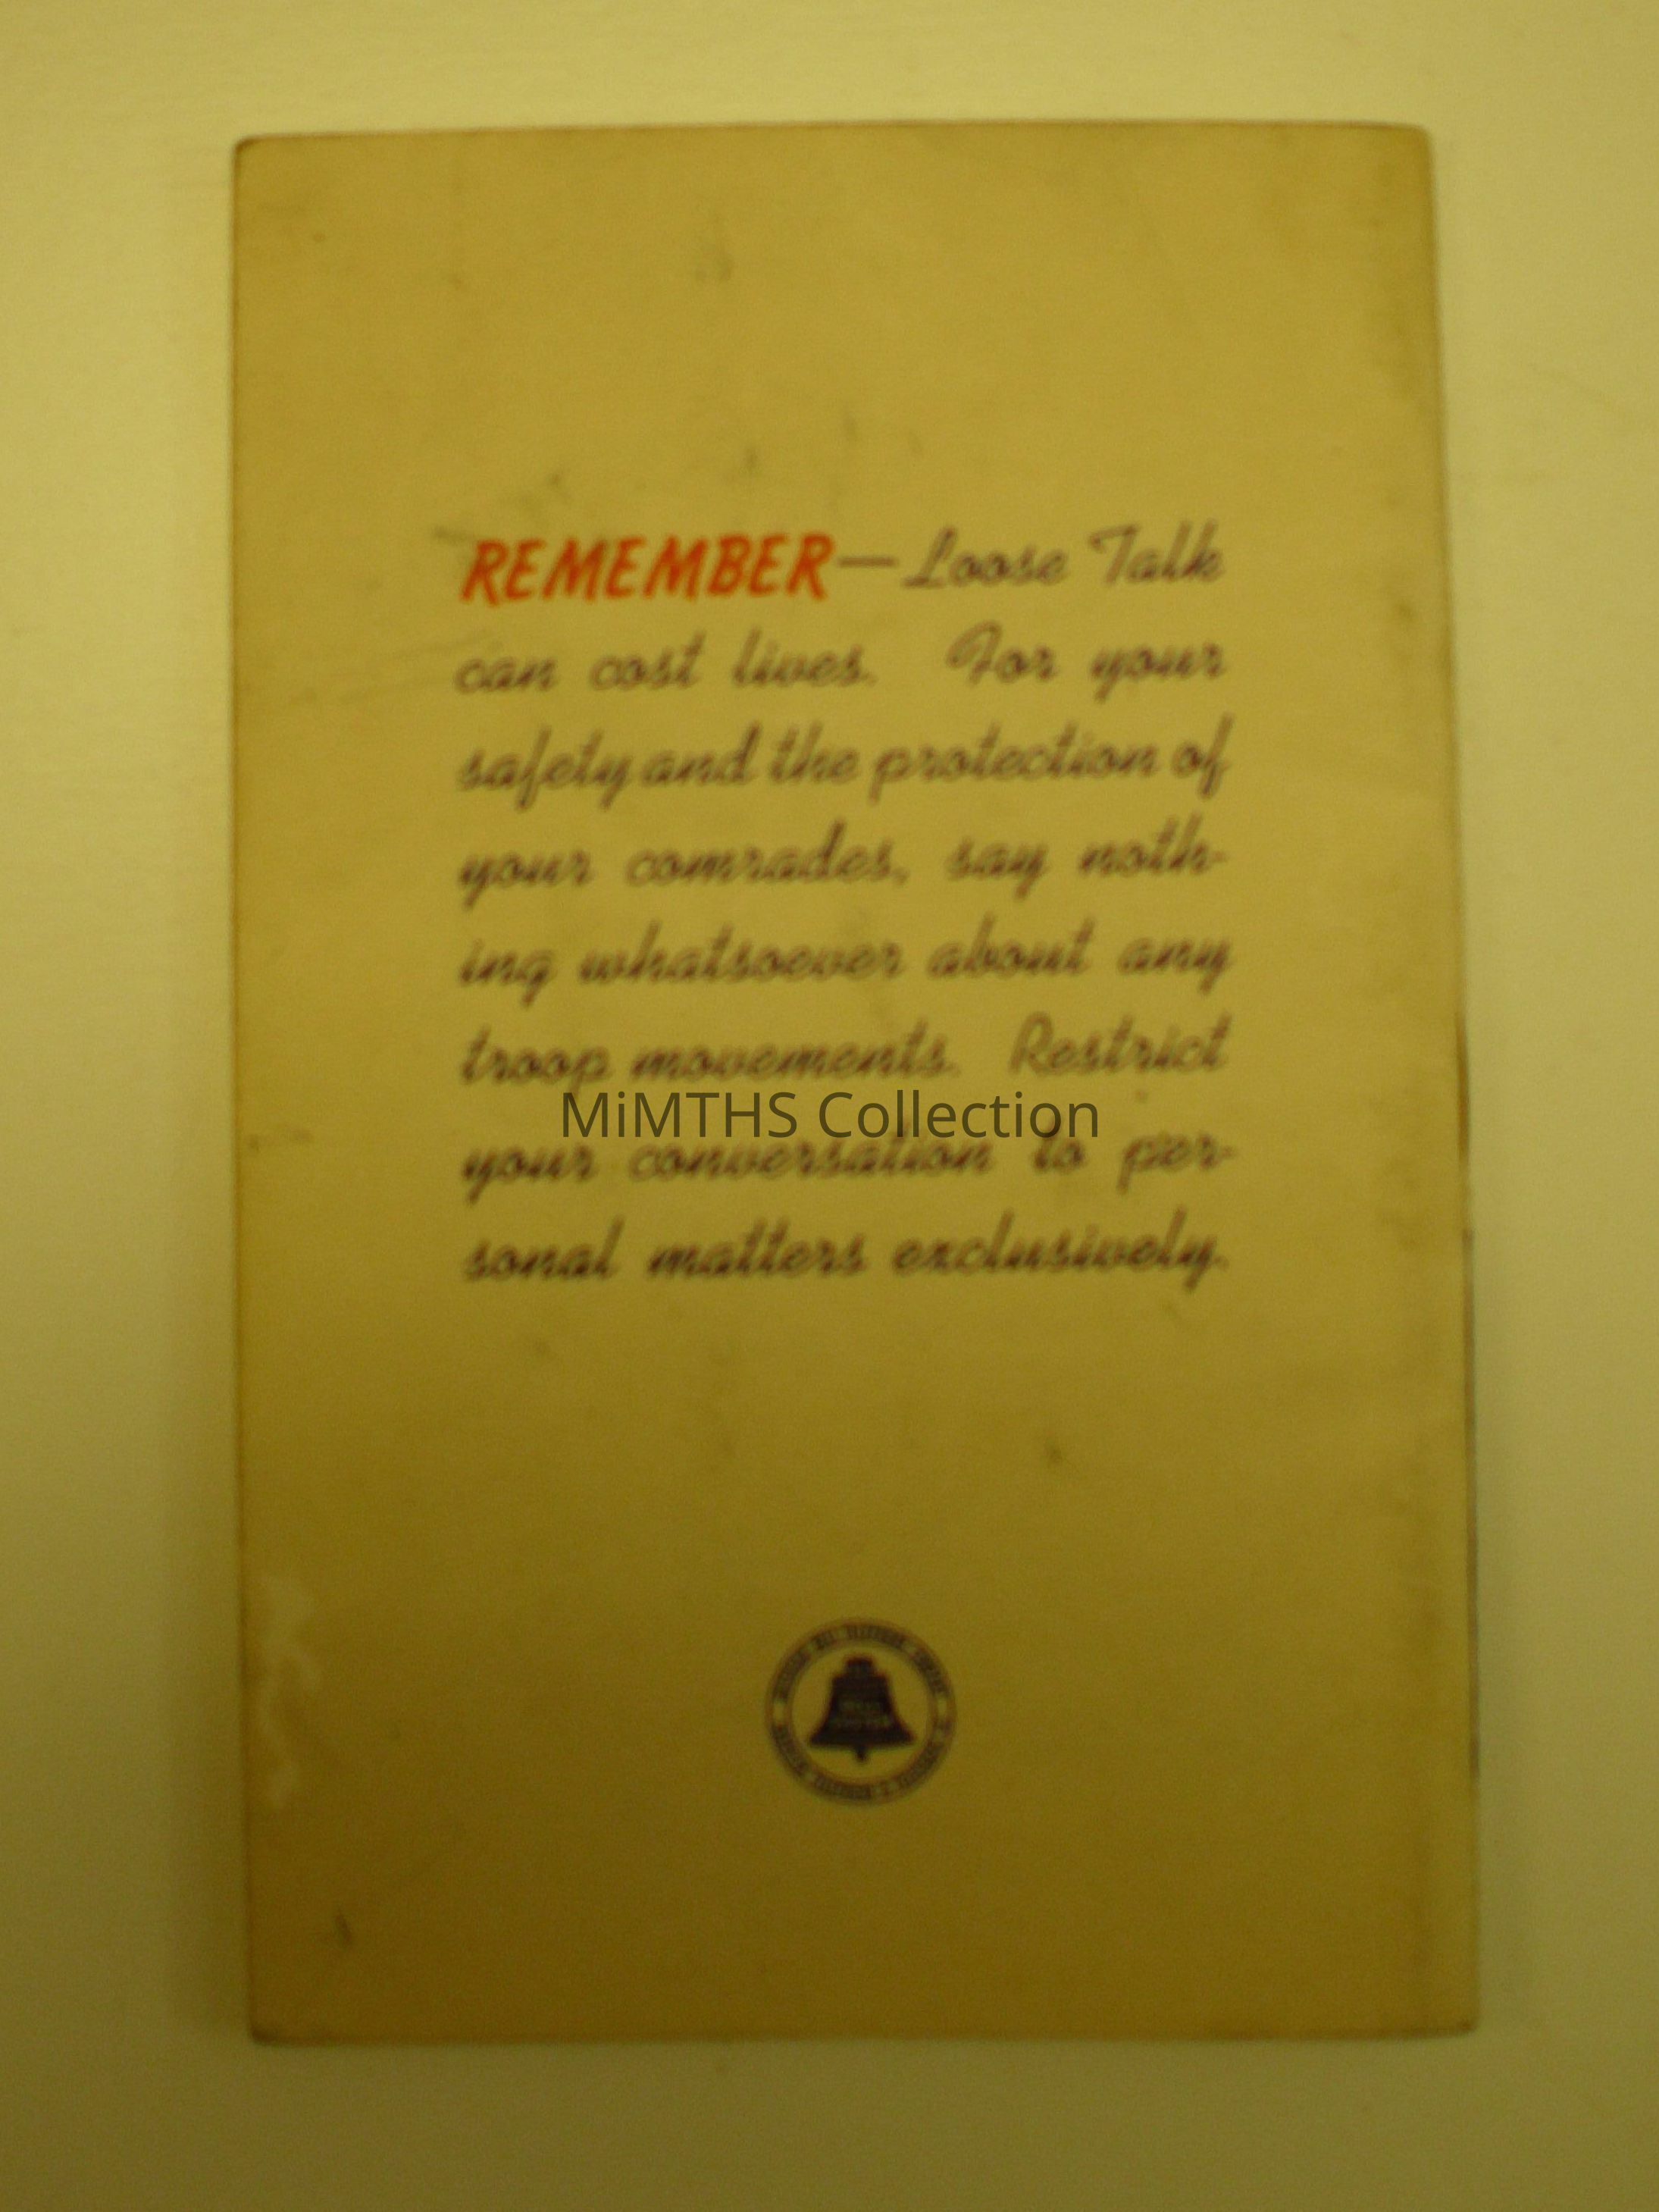 REMEMBER—Loose Talk
can cost lives. For your
safety and the protection of
your comrades, say noth-
ing whatsoever about any
troop movements. Restrict
MiMTHS Collection
your conversation to per-
sonal matters exclusively.